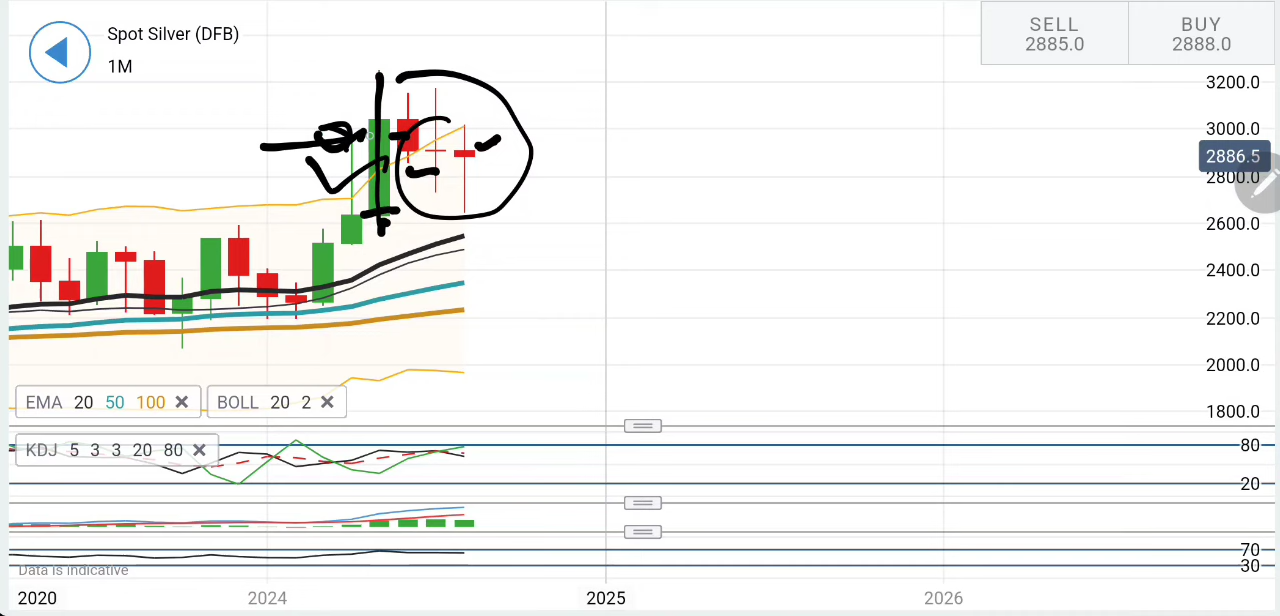 Spot Silver (DFB)
1M
SELL
2885.0
BUY
2888.0
3200.0
3000.0
2886.5
2800.0
2600.0
2400.0
2200.0
2000.0
1800.0
EMA 20 50 100
BOLL 20 2
KDJ 5 3 3 20 80
80
20
70
30
Data is indicative
2020 2024 2025 2026